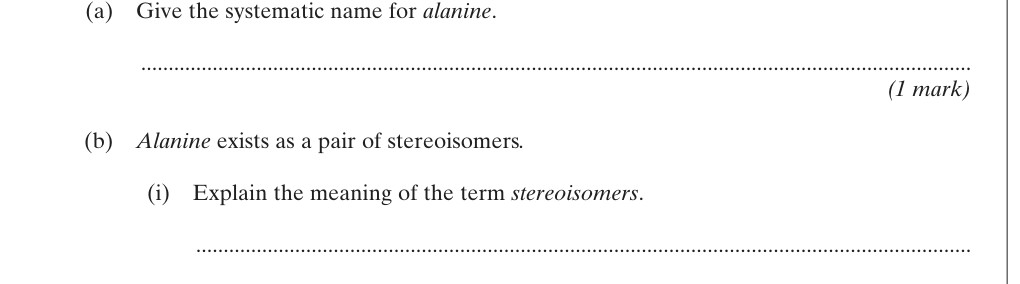 (a) Give the systematic name for alanine.
(1 mark)
(b) Alanine exists as a pair of stereoisomers.
(i) Explain the meaning of the term stereoisomers.